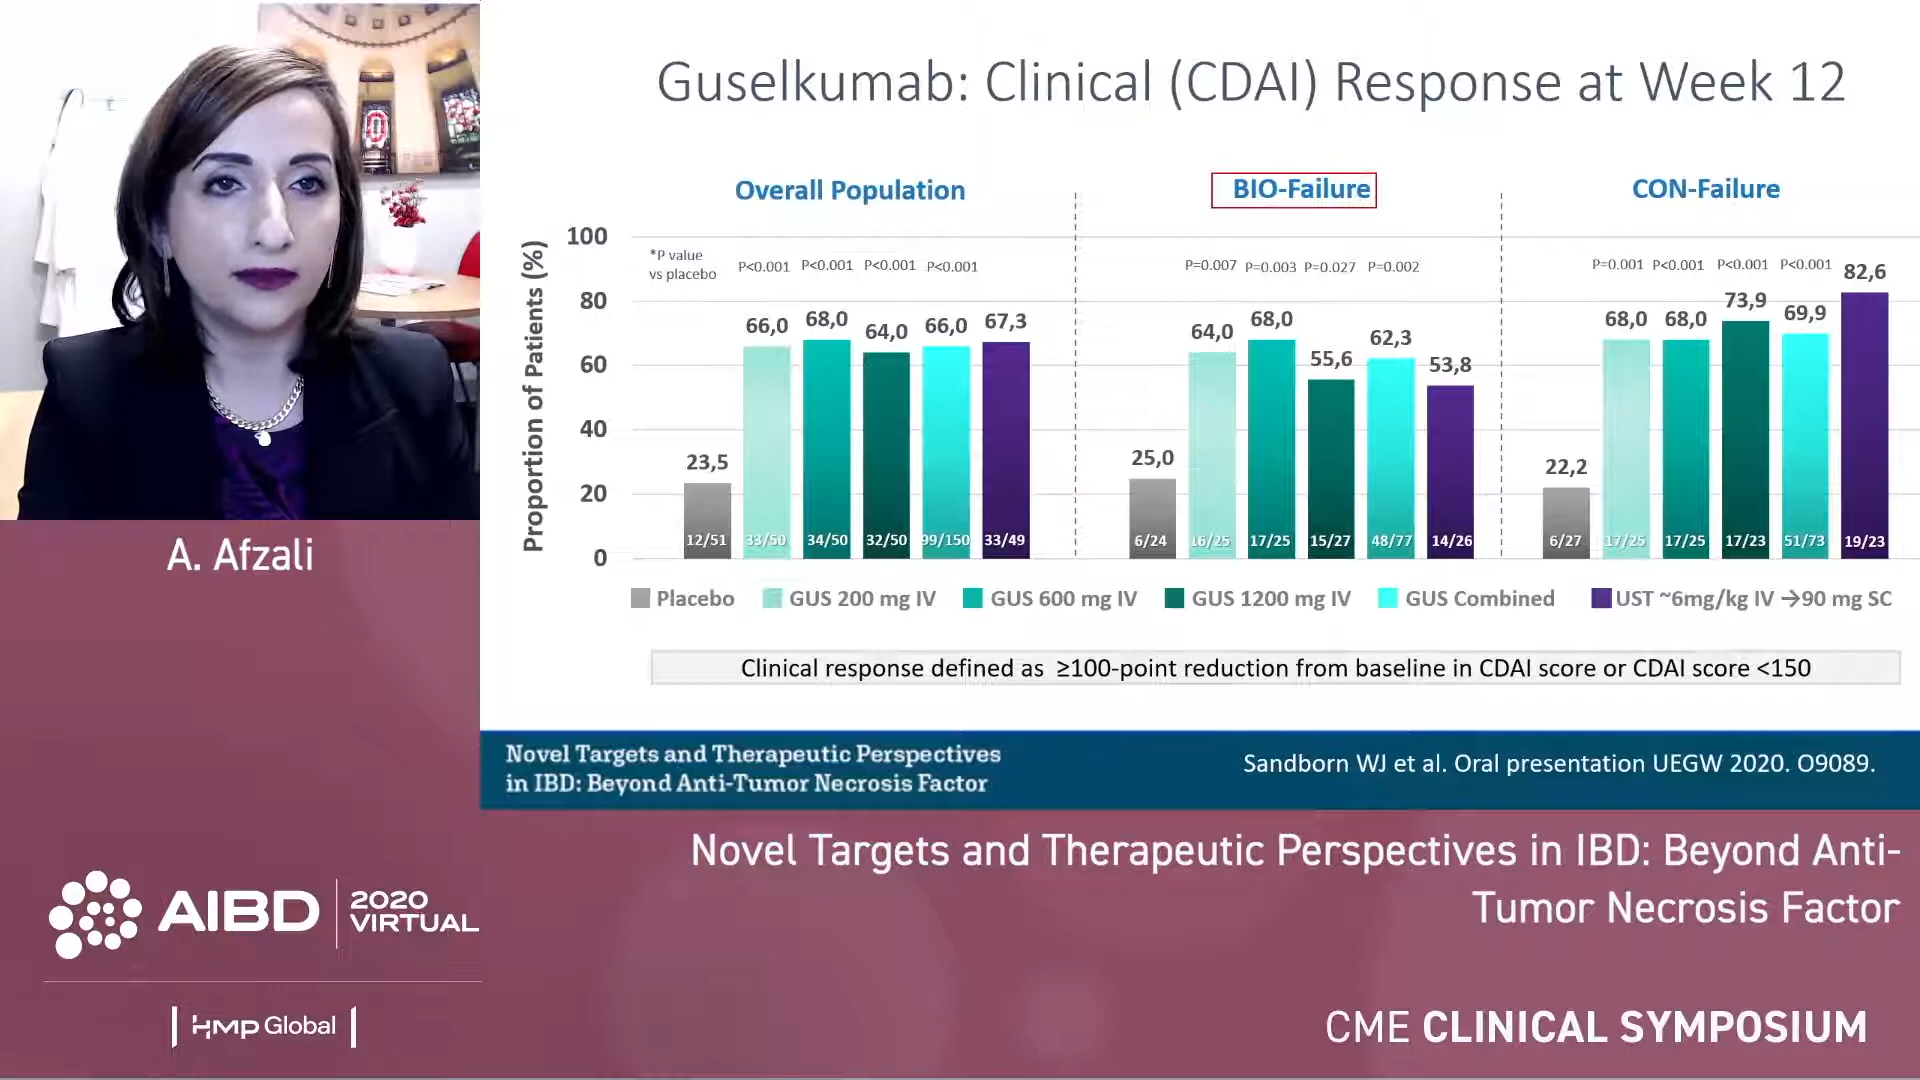 Guselkumab: Clinical (CDAI) Response at Week 12
Overall Population
BIO-Failure
CON-Failure
Proportion of Patients (%)
100
80
60
40
20
0
*P value
vs placebo
P<0.001 P<0.001 P<0.001 P<0.001
23,5 66,0 68,0 64,0 66,0 67,3
12/51 33/50 34/50 32/50 99/150 33/49
P=0.007 P=0.003 P=0.027 P=0.002
25,0 64,0 68,0 55,6 62,3 53,8
6/24 16/25 17/25 15/27 48/77 14/26
P=0.001 P<0.001 P<0.001 P<0.001
22,2 68,0 68,0 73,9 69,9 82,6
6/27 17/25 17/25 17/23 51/73 19/23
Placebo GUS 200 mg IV GUS 600 mg IV GUS 1200 mg IV GUS Combined UST ~6mg/kg IV →90 mg SC
Clinical response defined as ≥100-point reduction from baseline in CDAI score or CDAI score <150
Novel Targets and Therapeutic Perspectives
in IBD: Beyond Anti-Tumor Necrosis Factor
Sandborn WJ et al. Oral presentation UEGW 2020. O9089.
A. Afzali
Novel Targets and Therapeutic Perspectives in IBD: Beyond Anti-
Tumor Necrosis Factor
AIBD
2020
VIRTUAL
HMP Global
CME CLINICAL SYMPOSIUM